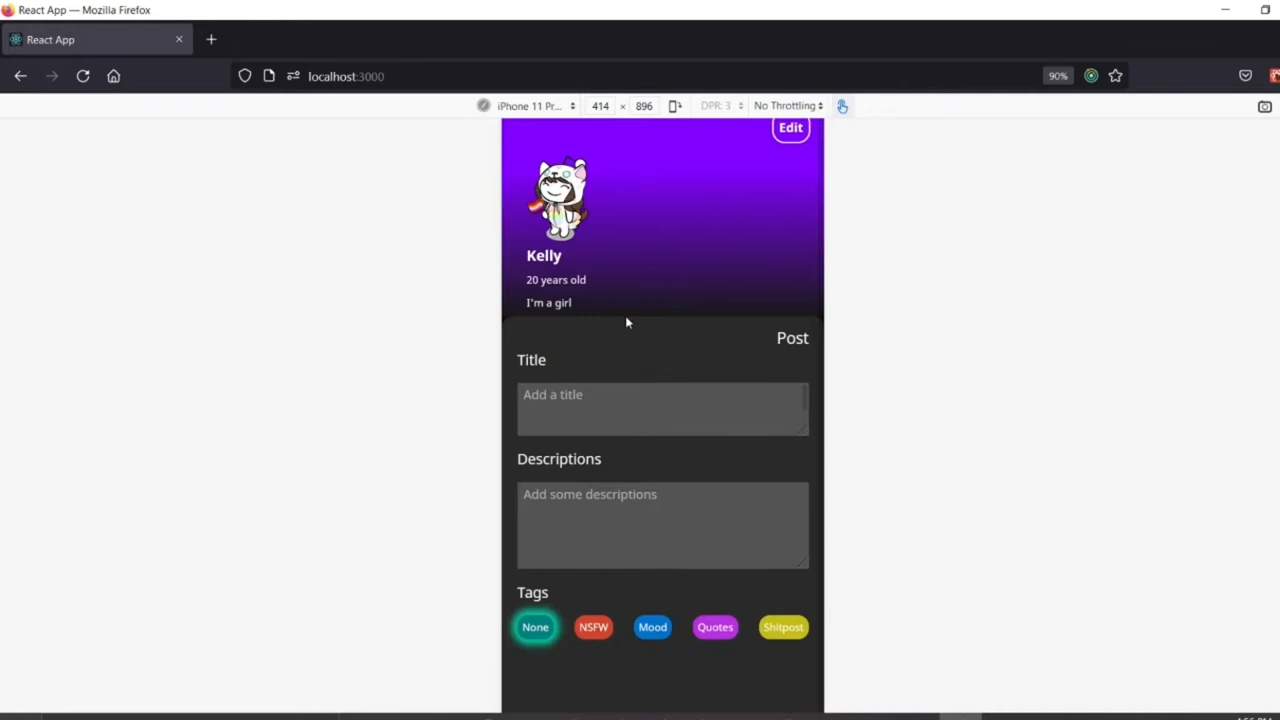 React App — Mozilla Firefox
React App
localhost:3000
90%
iPhone 11 Pr...
414 × 896
DPR: 3
No Throttling
Edit
Kelly
20 years old
I'm a girl
Post
Title
Add a title
Descriptions
Add some descriptions
Tags
None NSFW Mood Quotes Shitpost